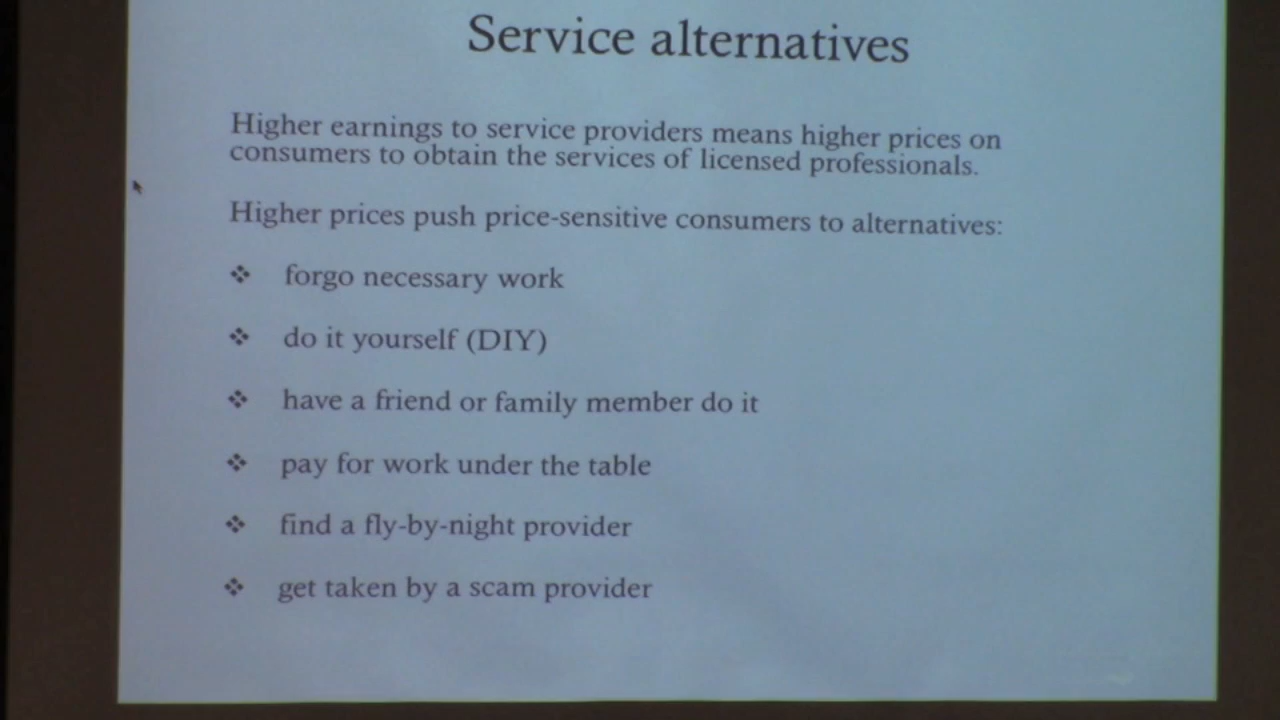 Service alternatives
Higher earnings to service providers means higher prices on
consumers to obtain the services of licensed professionals.
Higher prices push price-sensitive consumers to alternatives:
❖ forgo necessary work
❖ do it yourself (DIY)
❖ have a friend or family member do it
❖ pay for work under the table
❖ find a fly-by-night provider
❖ get taken by a scam provider